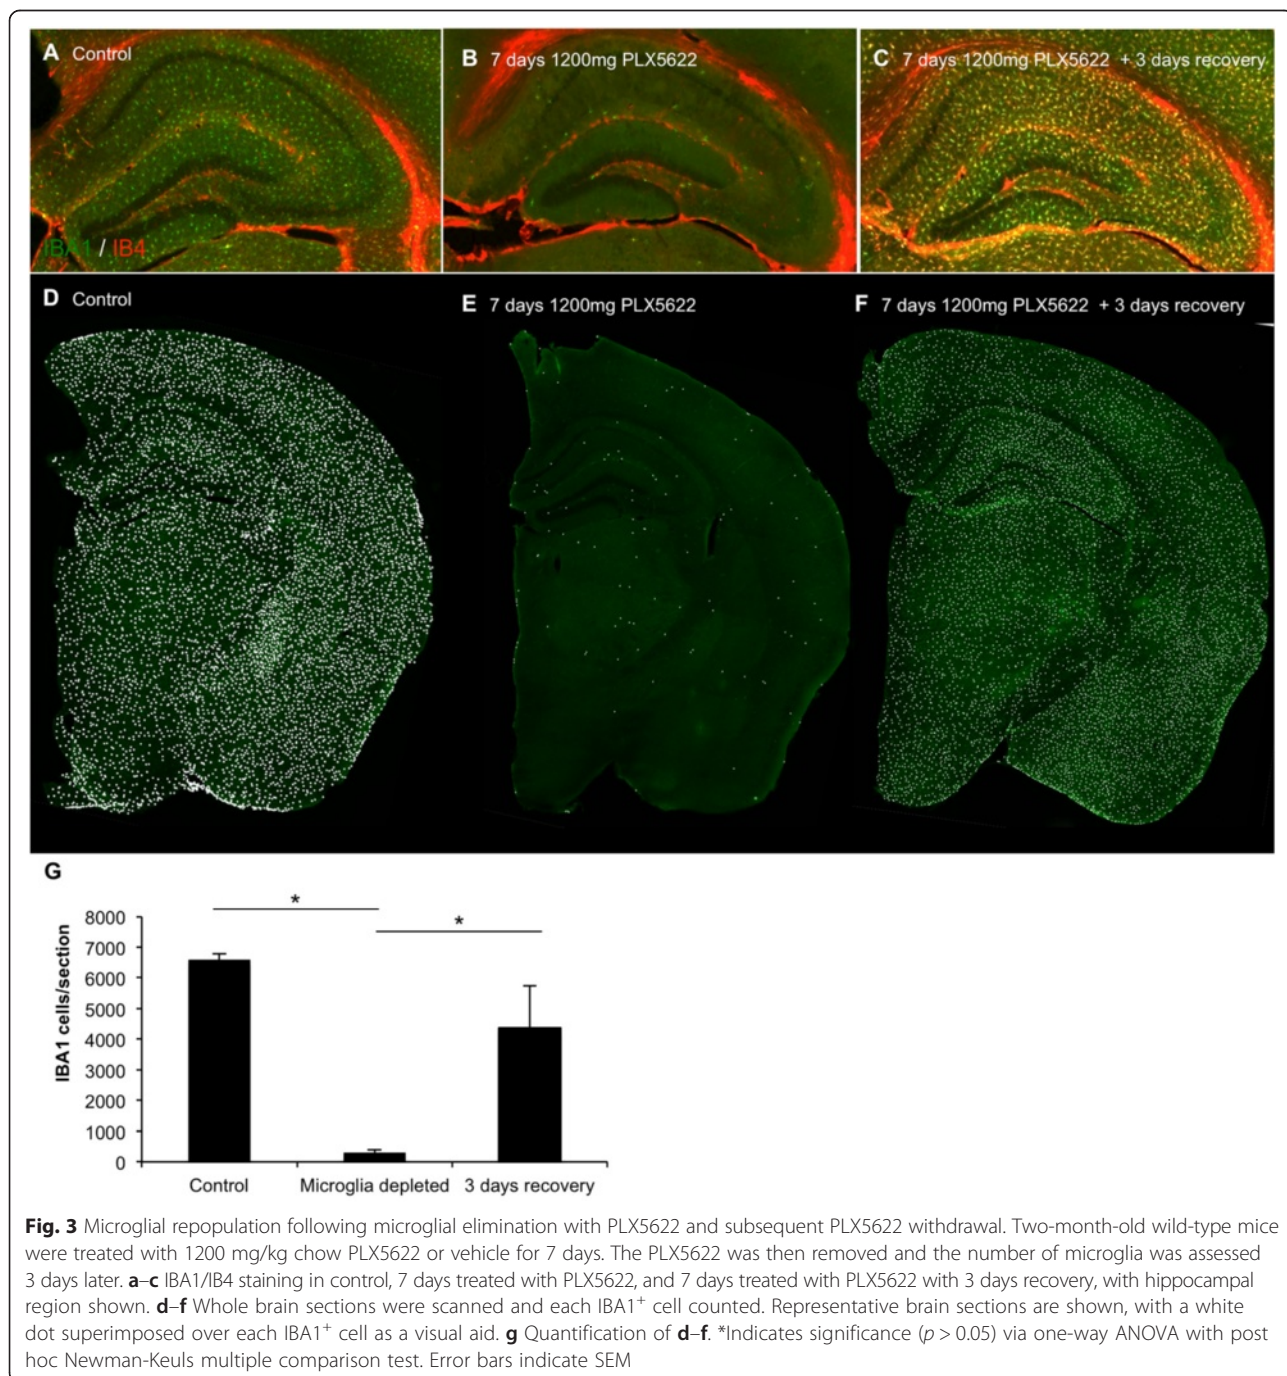 A Control
B 7 days 1200mg PLX5622
C 7 days 1200mg PLX5622 + 3 days recovery
IBA1 / IB4
D Control
E 7 days 1200mg PLX5622
F 7 days 1200mg PLX5622 + 3 days recovery
G
*
*
IBA1 cells/section
8000
7000
6000
5000
4000
3000
2000
1000
0
Control
Microglia depleted
3 days recovery
Fig. 3 Microglial repopulation following microglial elimination with PLX5622 and subsequent PLX5622 withdrawal. Two-month-old wild-type mice
were treated with 1200 mg/kg chow PLX5622 or vehicle for 7 days. The PLX5622 was then removed and the number of microglia was assessed
3 days later. a–c IBA1/IB4 staining in control, 7 days treated with PLX5622, and 7 days treated with PLX5622 with 3 days recovery, with hippocampal
region shown. d–f Whole brain sections were scanned and each IBA1⁺ cell counted. Representative brain sections are shown, with a white
dot superimposed over each IBA1⁺ cell as a visual aid. g Quantification of d–f. *Indicates significance (p > 0.05) via one-way ANOVA with post
hoc Newman-Keuls multiple comparison test. Error bars indicate SEM